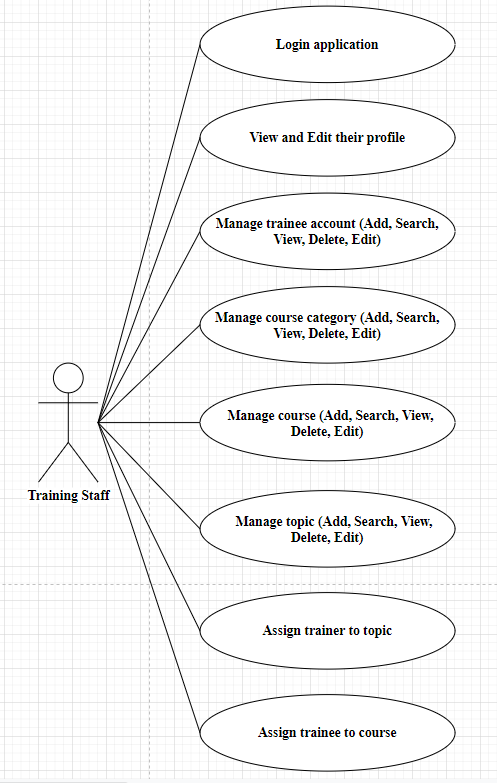 Login application
View and Edit their profile
Manage trainee account (Add, Search,
View, Delete, Edit)
Manage course category (Add, Search,
View, Delete, Edit)
Manage course (Add, Search, View,
Delete, Edit)
Training Staff
Manage topic (Add, Search, View,
Delete, Edit)
Assign trainer to topic
Assign trainee to course